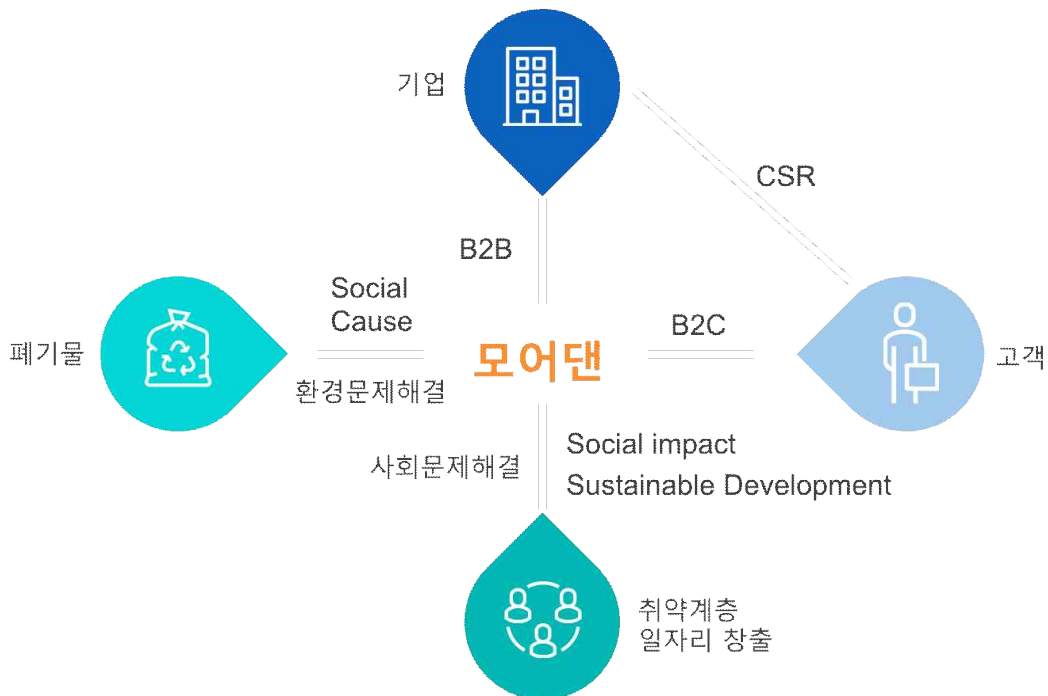 기업
CSR
B2B
Social
Cause
B2C
폐기물
모어댄
고객
환경문제해결
사회문제해결
Social impact
Sustainable Development
취약계층
일자리 창출